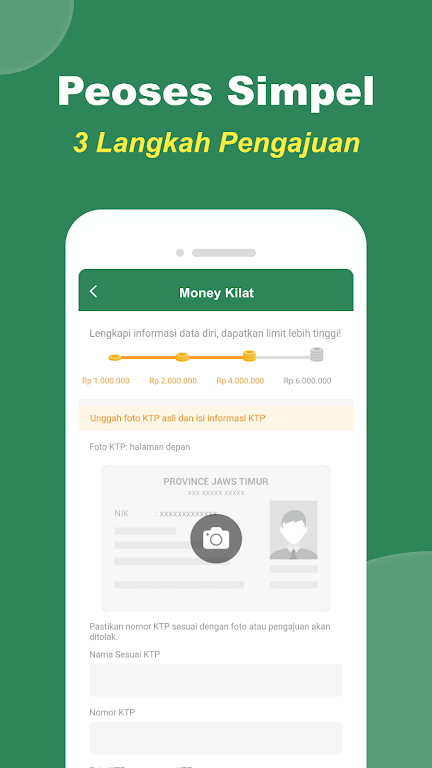 Peoses Simpel
3 Langkah Pengajuan
Money Kilat
Lengkapi informasi data diri, dapatkan limit lebih tinggi!
Rp 1.000.000 Rp 2.000.000 Rp 4.000.000 Rp 6.000.000
Unggah foto KTP asli dan isi informasi KTP
Foto KTP: halaman depan
PROVINCE JAWS TIMUR
xxx xxxxx xxxxx
NIK : xxxxxxxxxxxxx
Pastikan nomor KTP sesuai dengan foto atau pengajuan akan
ditolak.
Nama Sesuai KTP
Nomor KTP